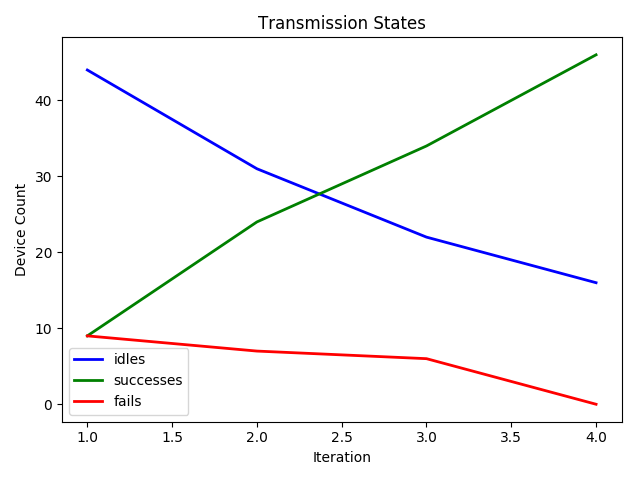 Transmission States
Device Count
40
30
20
10
0
idles
successes
fails
1.0 1.5 2.0 2.5 3.0 3.5 4.0
Iteration